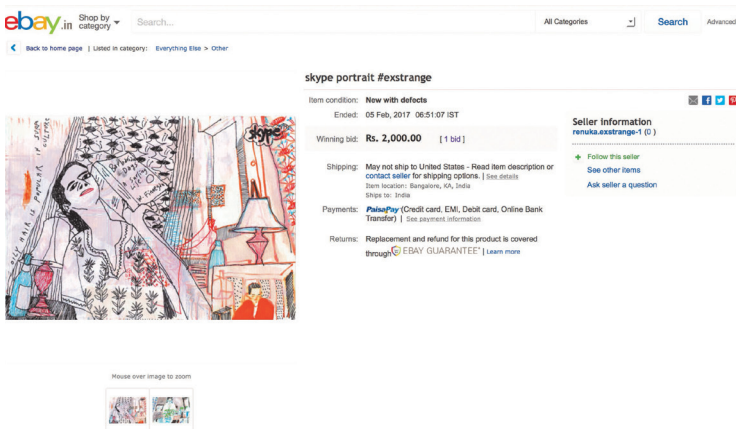 ebay.in
Shop by
category
Search...
All Categories
Search
Advanced
Back to home page | Listed in category: Everything Else > Other
skype portrait #exstrange
Item condition: New with defects
Ended: 05 Feb, 2017 06:51:07 IST
Winning bid: Rs. 2,000.00 [ 1 bid ]
Shipping: May not ship to United States - Read item description or
contact seller for shipping options. | See details
Item location: Bangalore, KA, India
Ships to: India
Payments: PaisaPay (Credit card, EMI, Debit card, Online Bank
Transfer) | See payment information
Returns: Replacement and refund for this product is covered
through EBAY GUARANTEE* | Learn more
Seller information
renuka.exstrange-1 (0 )
+ Follow this seller
See other items
Ask seller a question
skype
OILY HAIR IS POPULAR IN
Mouse over image to zoom